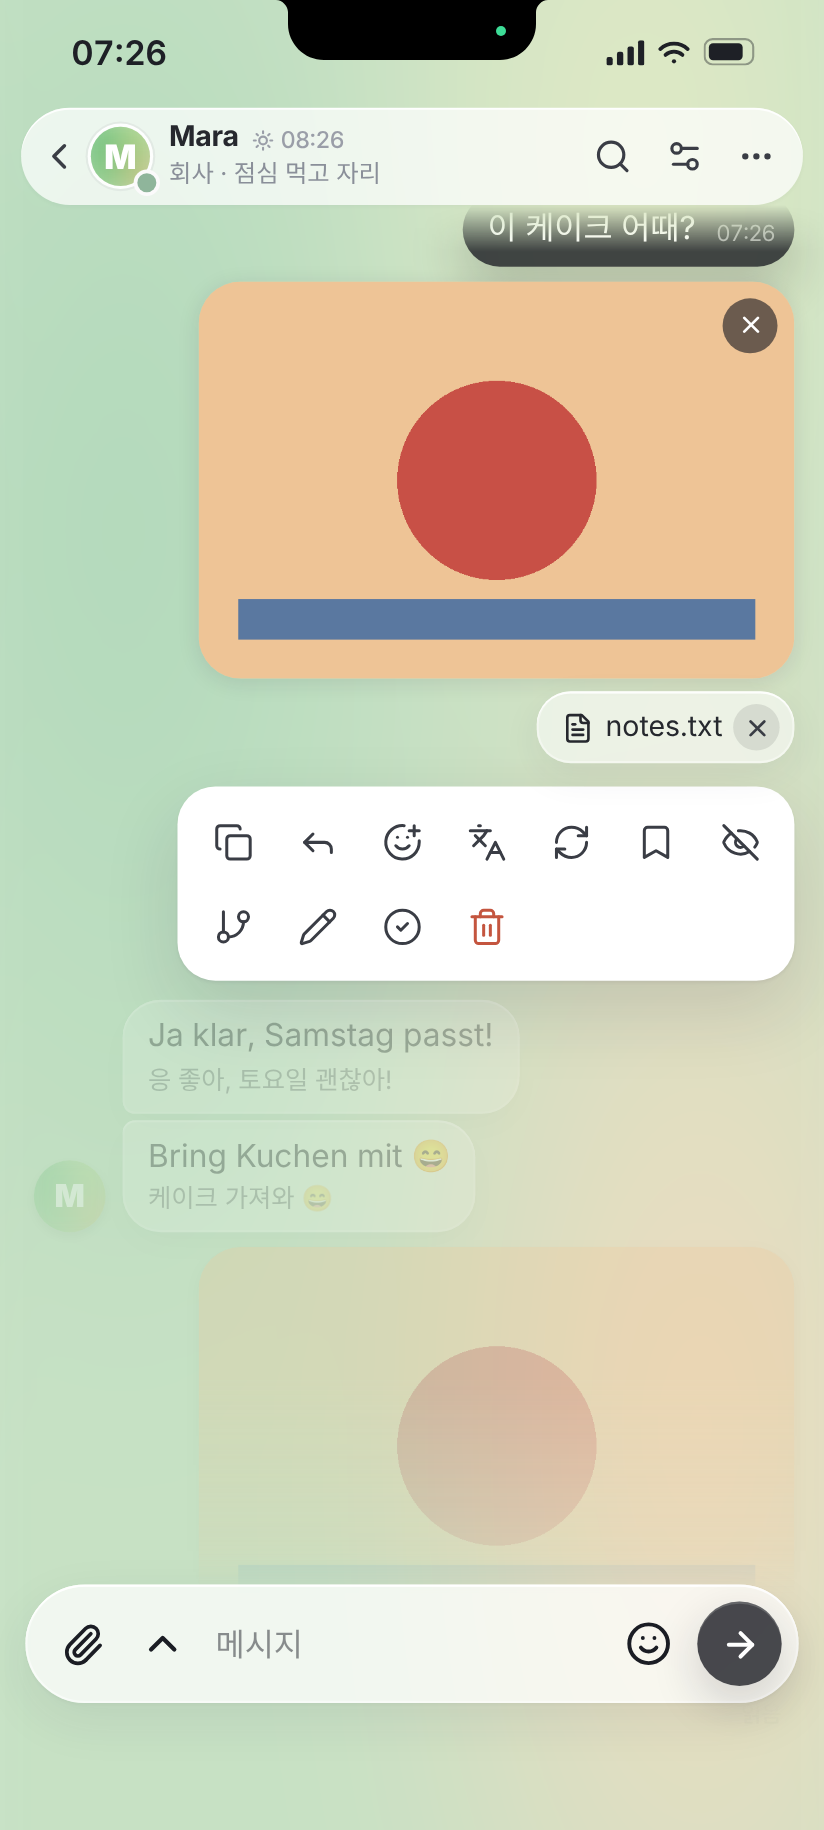 07:26
Mara 08:26
회사 · 점심 먹고 자리
M
이 케이크 어때? 07:26
notes.txt
Ja klar, Samstag passt!
응 좋아, 토요일 괜찮아!
Bring Kuchen mit 😄
케이크 가져와 😄
M
메시지